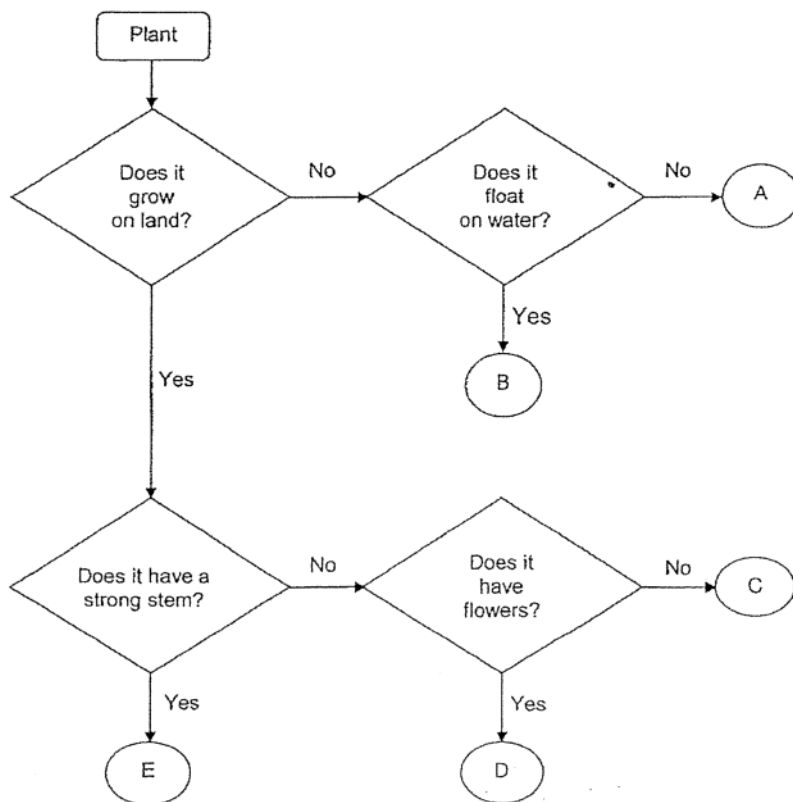 Plant
Does it
grow
on land?
No
Does it
float
on water?
No
A
Yes
B
Yes
Does it have a
strong stem?
No
Does it
have
flowers?
No
C
Yes
E
Yes
D